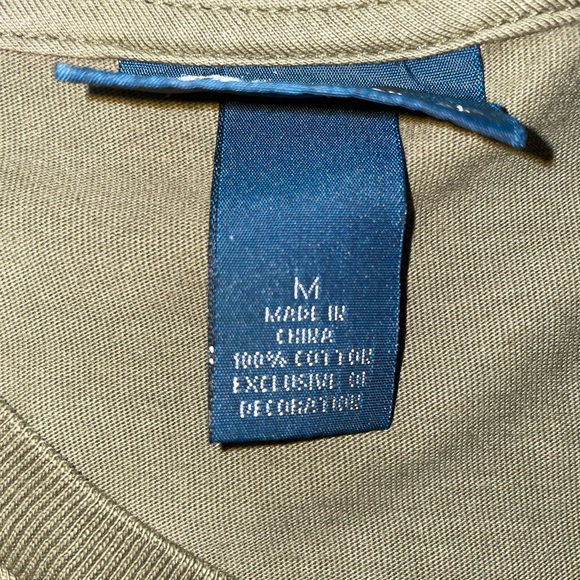 M
MADE IN
CHINA
100% COTTON
EXCLUSIVE OF
DECORATION